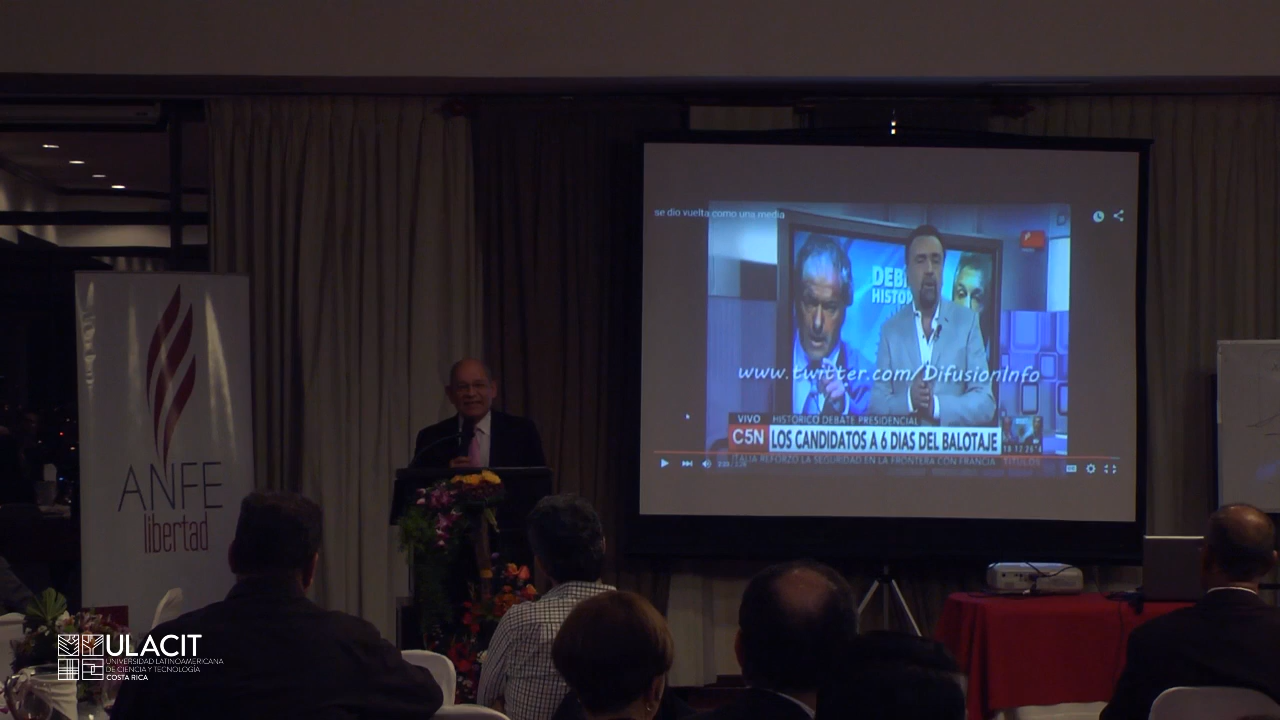 se dio vuelta como una media
DEB
HISTOR
www.twitter.com/DifusionInfo
VIVO HISTORICO DEBATE PRESIDENCIAL
C5N LOS CANDIDATOS A 6 DIAS DEL BALOTAJE
ITALIA REFORZO LA SEGURIDAD EN LA FRONTERA CON FRANCIA
ANFE
libertad
ULACIT
UNIVERSIDAD LATINOAMERICANA
DE CIENCIA Y TECNOLOGÍA
COSTA RICA